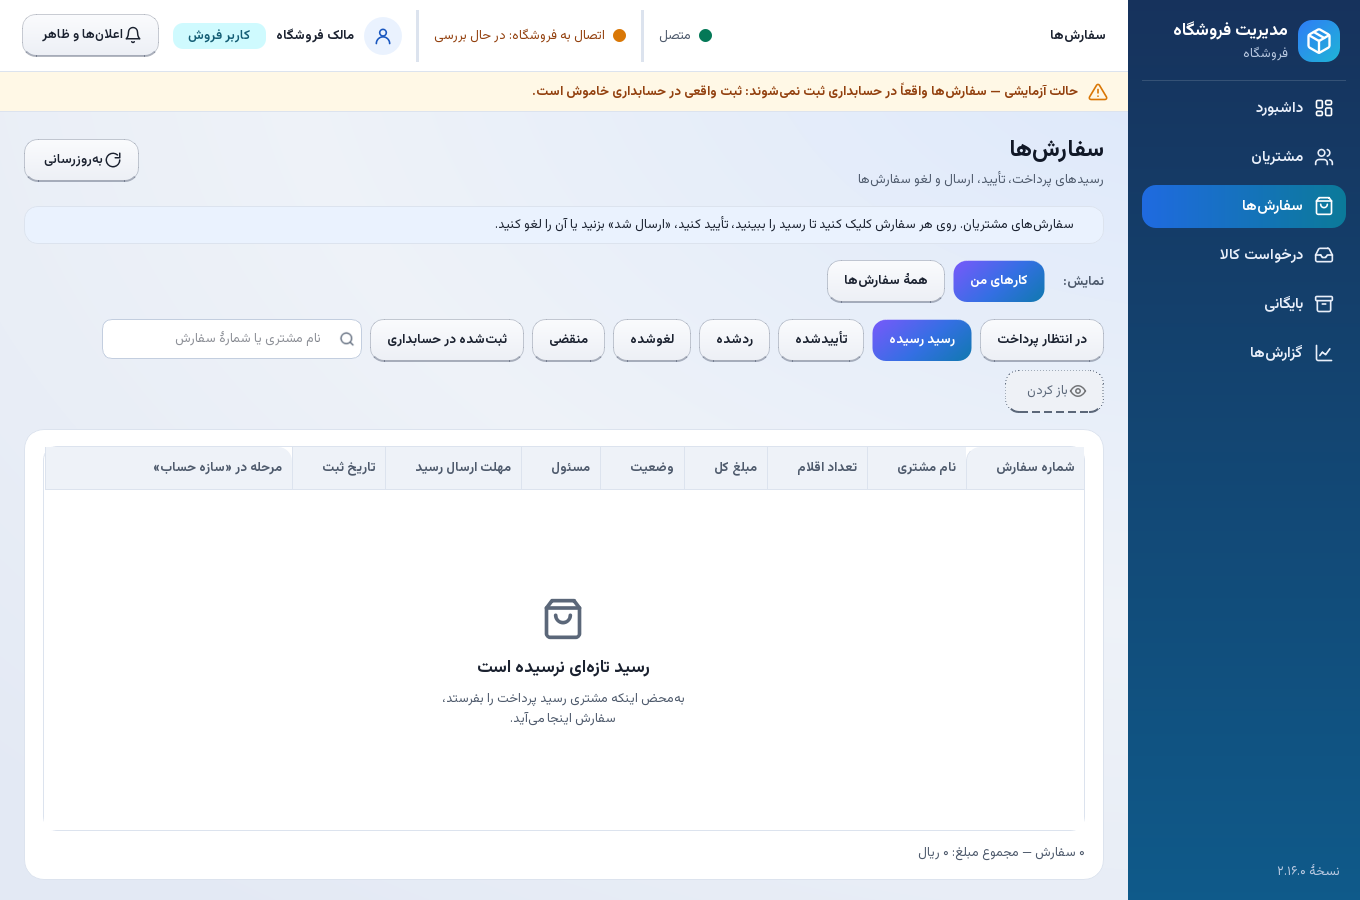 مدیریت فروشگاه
فروشگاه
داشبورد
مشتریان
سفارش‌ها
درخواست کالا
بایگانی
گزارش‌ها
نسخهٔ ۲.۱۶.۰
سفارش‌ها
متصل
اتصال به فروشگاه: در حال بررسی
مالک فروشگاه
کاربر فروش
اعلان‌ها و ظاهر
حالت آزمایشی — سفارش‌ها واقعاً در حسابداری ثبت نمی‌شوند: ثبت واقعی در حسابداری خاموش است.
سفارش‌ها
رسیدهای پرداخت، تأیید، ارسال و لغو سفارش‌ها
به‌روزرسانی
سفارش‌های مشتریان. روی هر سفارش کلیک کنید تا رسید را ببینید، تأیید کنید، «ارسال شد» بزنید یا آن را لغو کنید.
نمایش:
کارهای من
همهٔ سفارش‌ها
در انتظار پرداخت
رسید رسیده
تأییدشده
ردشده
لغوشده
منقضی
ثبت‌شده در حسابداری
نام مشتری یا شمارهٔ سفارش
باز کردن
شماره سفارش
نام مشتری
تعداد اقلام
مبلغ کل
وضعیت
مسئول
مهلت ارسال رسید
تاریخ ثبت
مرحله در «سازه حساب»
رسید تازه‌ای نرسیده است
به‌محض اینکه مشتری رسید پرداخت را بفرستد،
سفارش اینجا می‌آید.
۰ سفارش — مجموع مبلغ: ۰ ریال